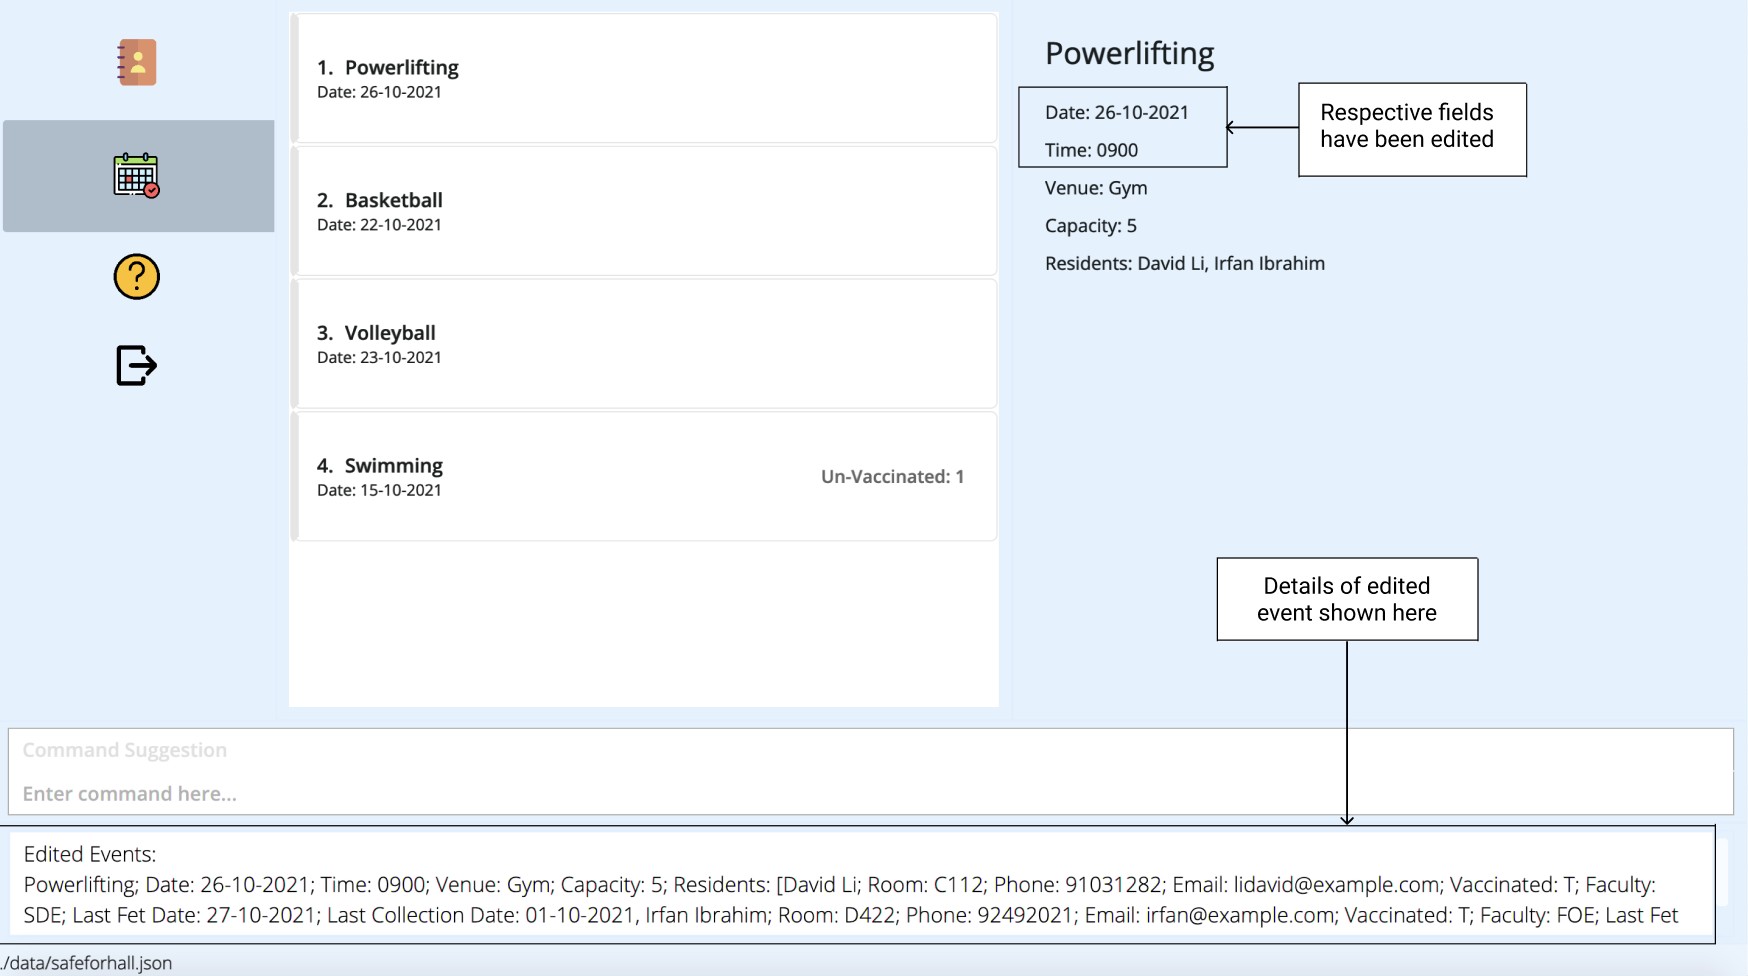 1. Powerlifting
Date: 26-10-2021
2. Basketball
Date: 22-10-2021
3. Volleyball
Date: 23-10-2021
4. Swimming
Date: 15-10-2021
Un-Vaccinated: 1
Powerlifting
Date: 26-10-2021
Time: 0900
Venue: Gym
Capacity: 5
Residents: David Li, Irfan Ibrahim
Respective fields
have been edited
Details of edited
event shown here
Command Suggestion
Enter command here...
Edited Events:
Powerlifting; Date: 26-10-2021; Time: 0900; Venue: Gym; Capacity: 5; Residents: [David Li; Room: C112; Phone: 91031282; Email: lidavid@example.com; Vaccinated: T; Faculty:
SDE; Last Fet Date: 27-10-2021; Last Collection Date: 01-10-2021, Irfan Ibrahim; Room: D422; Phone: 92492021; Email: irfan@example.com; Vaccinated: T; Faculty: FOE; Last Fet
./data/safeforhall.json